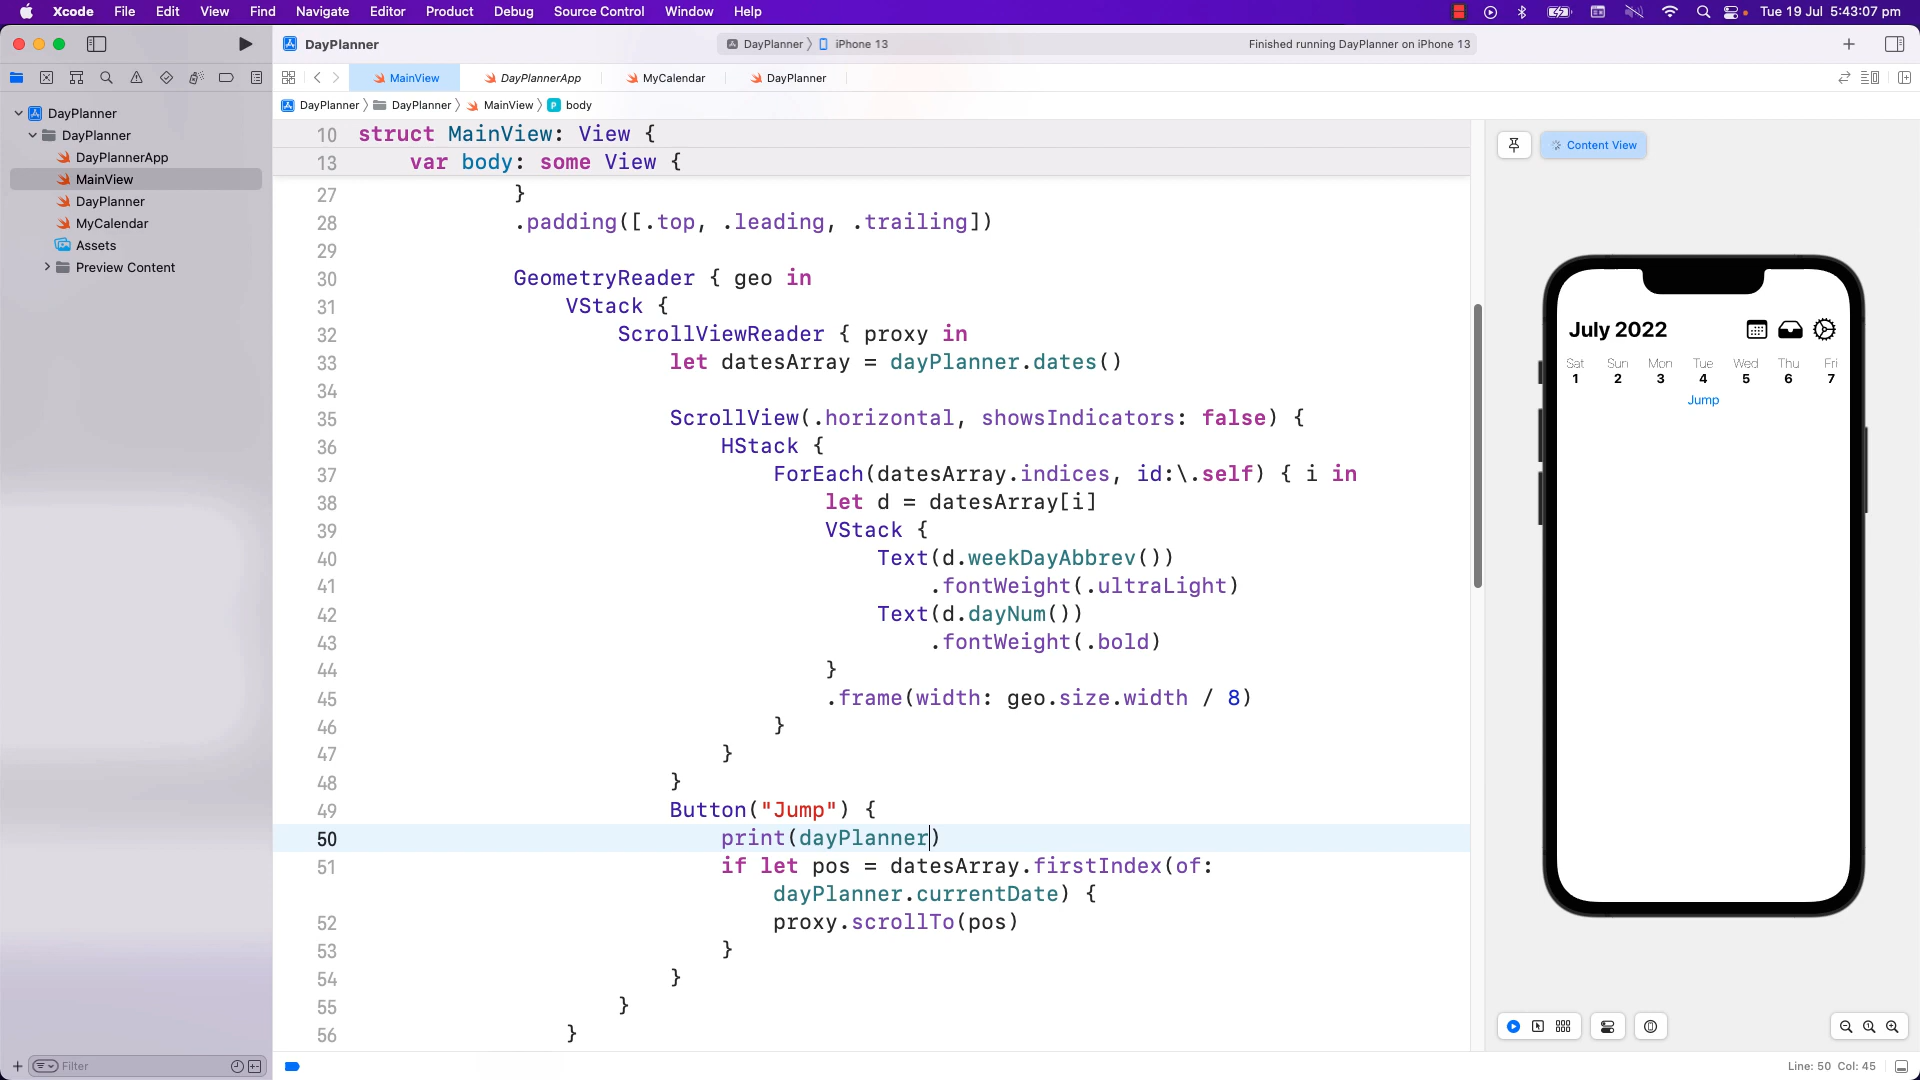 Xcode File Edit View Find Navigate Editor Product Debug Source Control Window Help Tue 19 Jul 5:43:07 pm
DayPlanner DayPlanner iPhone 13 Finished running DayPlanner on iPhone 13
MainView DayPlannerApp MyCalendar DayPlanner
DayPlanner DayPlanner MainView P body
DayPlanner
DayPlanner
DayPlannerApp
MainView
DayPlanner
MyCalendar
Assets
Preview Content
Filter
10 struct MainView: View {
13 var body: some View {
27 }
28 .padding([.top, .leading, .trailing])
29
30 GeometryReader { geo in
31 VStack {
32 ScrollViewReader { proxy in
33 let datesArray = dayPlanner.dates()
34
35 ScrollView(.horizontal, showsIndicators: false) {
36 HStack {
37 ForEach(datesArray.indices, id:\.self) { i in
38 let d = datesArray[i]
39 VStack {
40 Text(d.weekDayAbbrev())
41 .fontWeight(.ultraLight)
42 Text(d.dayNum())
43 .fontWeight(.bold)
44 }
45 .frame(width: geo.size.width / 8)
46 }
47 }
48 }
49 Button("Jump") {
50 print(dayPlanner)
51 if let pos = datesArray.firstIndex(of:
dayPlanner.currentDate) {
52 proxy.scrollTo(pos)
53 }
54 }
55 }
56 }
Content View
July 2022
Sat Sun Mon Tue Wed Thu Fri
1 2 3 4 5 6 7
Jump
Line: 50 Col: 45